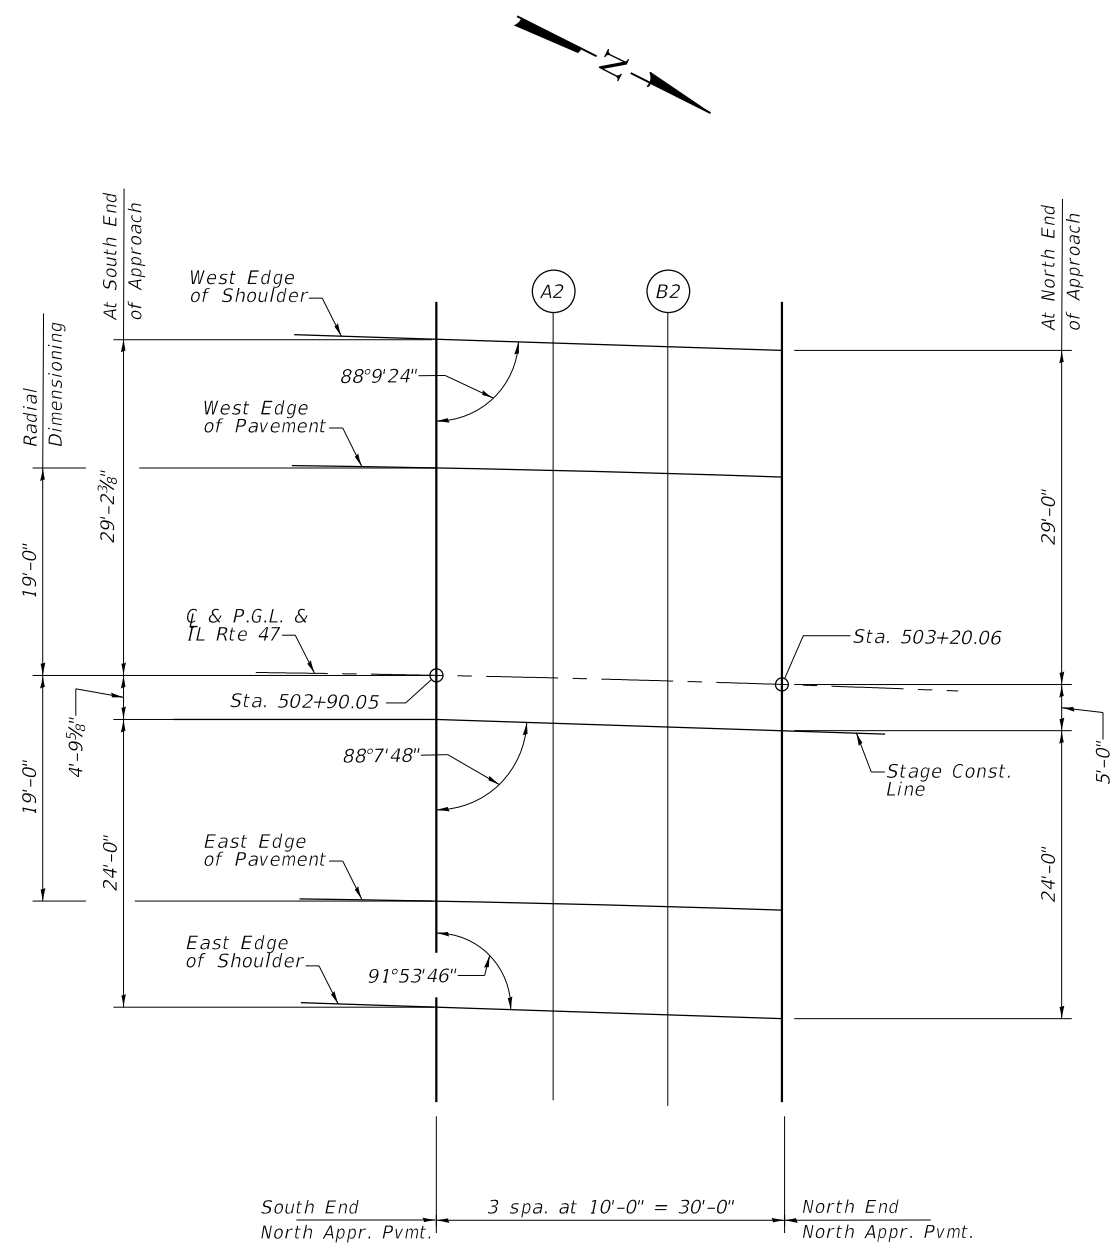 N
At South End
of Approach
At North End
of Approach
West Edge
of Shoulder
A2
B2
Radial
Dimensioning
88°9'24"
West Edge
of Pavement
29'-2⅜"
29'-0"
19'-0"
℄ & P.G.L. &
IL Rte 47
Sta. 503+20.06
Sta. 502+90.05
4'-9⅝"
5'-0"
88°7'48"
Stage Const.
Line
19'-0"
24'-0"
24'-0"
East Edge
of Pavement
East Edge
of Shoulder
91°53'46"
South End
North Appr. Pvmt.
3 spa. at 10'-0" = 30'-0"
North End
North Appr. Pvmt.